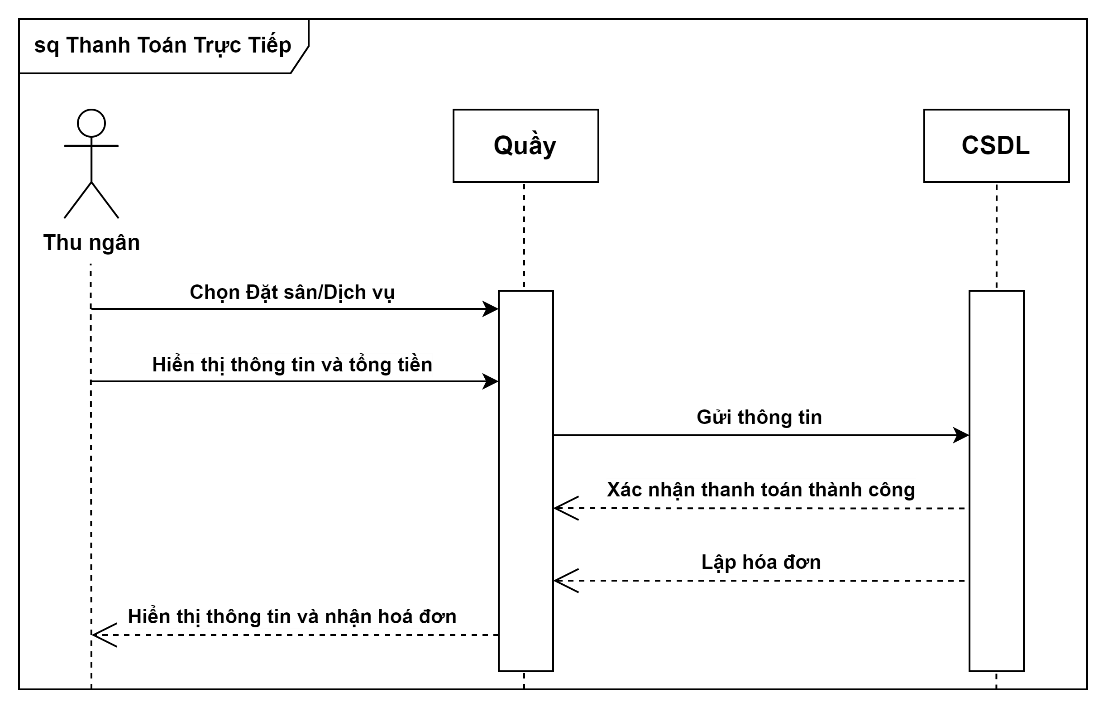 sq Thanh Toán Trực Tiếp
Quầy
CSDL
Thu ngân
Chọn Đặt sân/Dịch vụ
Hiển thị thông tin và tổng tiền
Gửi thông tin
Xác nhận thanh toán thành công
Lập hóa đơn
Hiển thị thông tin và nhận hoá đơn